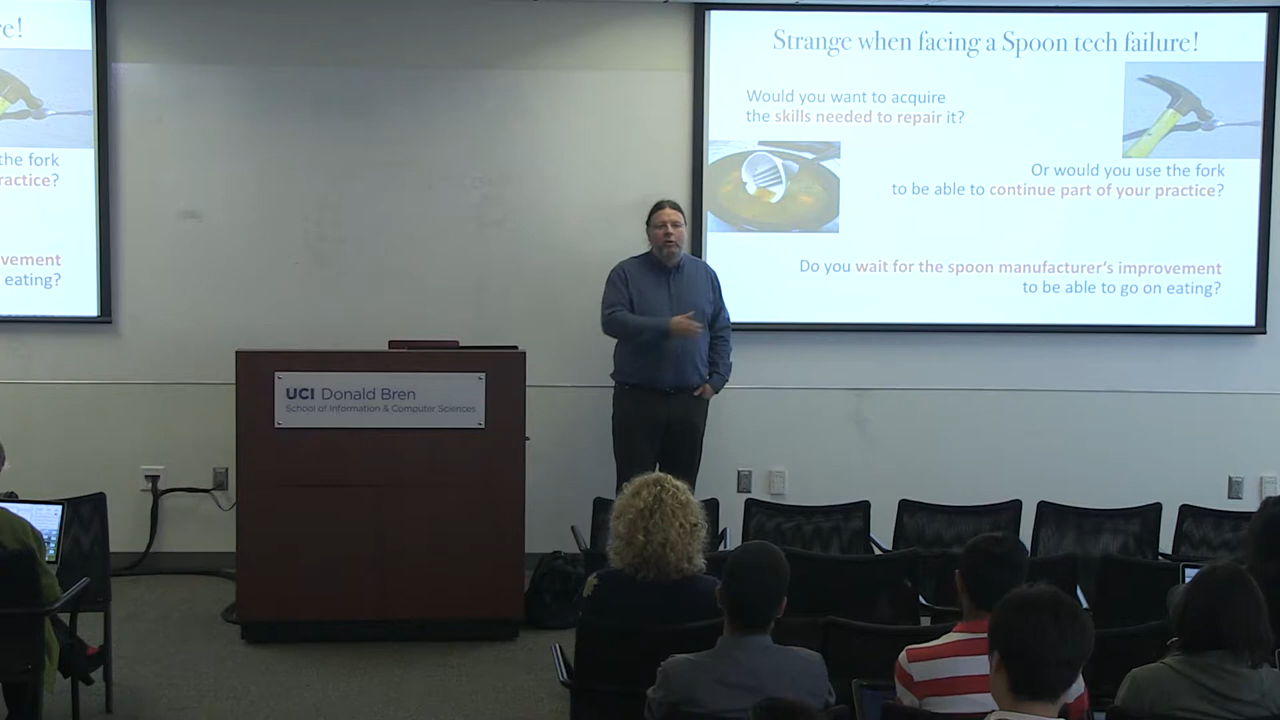 e!
the fork
ractice?
vement
eating?
Strange when facing a Spoon tech failure!
Would you want to acquire
the skills needed to repair it?
Or would you use the fork
to be able to continue part of your practice?
Do you wait for the spoon manufacturer's improvement
to be able to go on eating?
UCI Donald Bren
School of Information & Computer Sciences